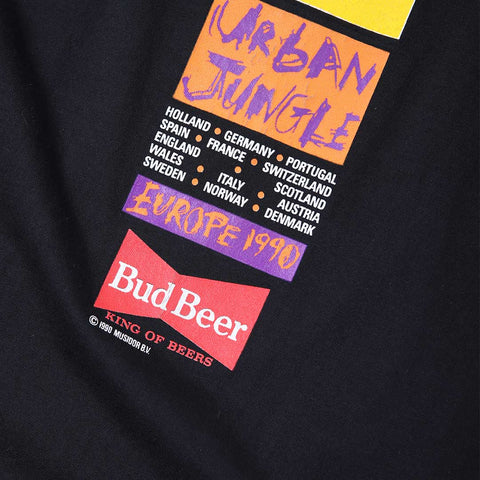 URBAN
JUNGLE
HOLLAND • GERMANY • PORTUGAL
SPAIN • FRANCE • SWITZERLAND
ENGLAND • SCOTLAND
WALES • ITALY • AUSTRIA
SWEDEN • NORWAY • DENMARK
EUROPE 1990
Bud Beer
KING OF BEERS
© 1990 MUSIDOR B.V.